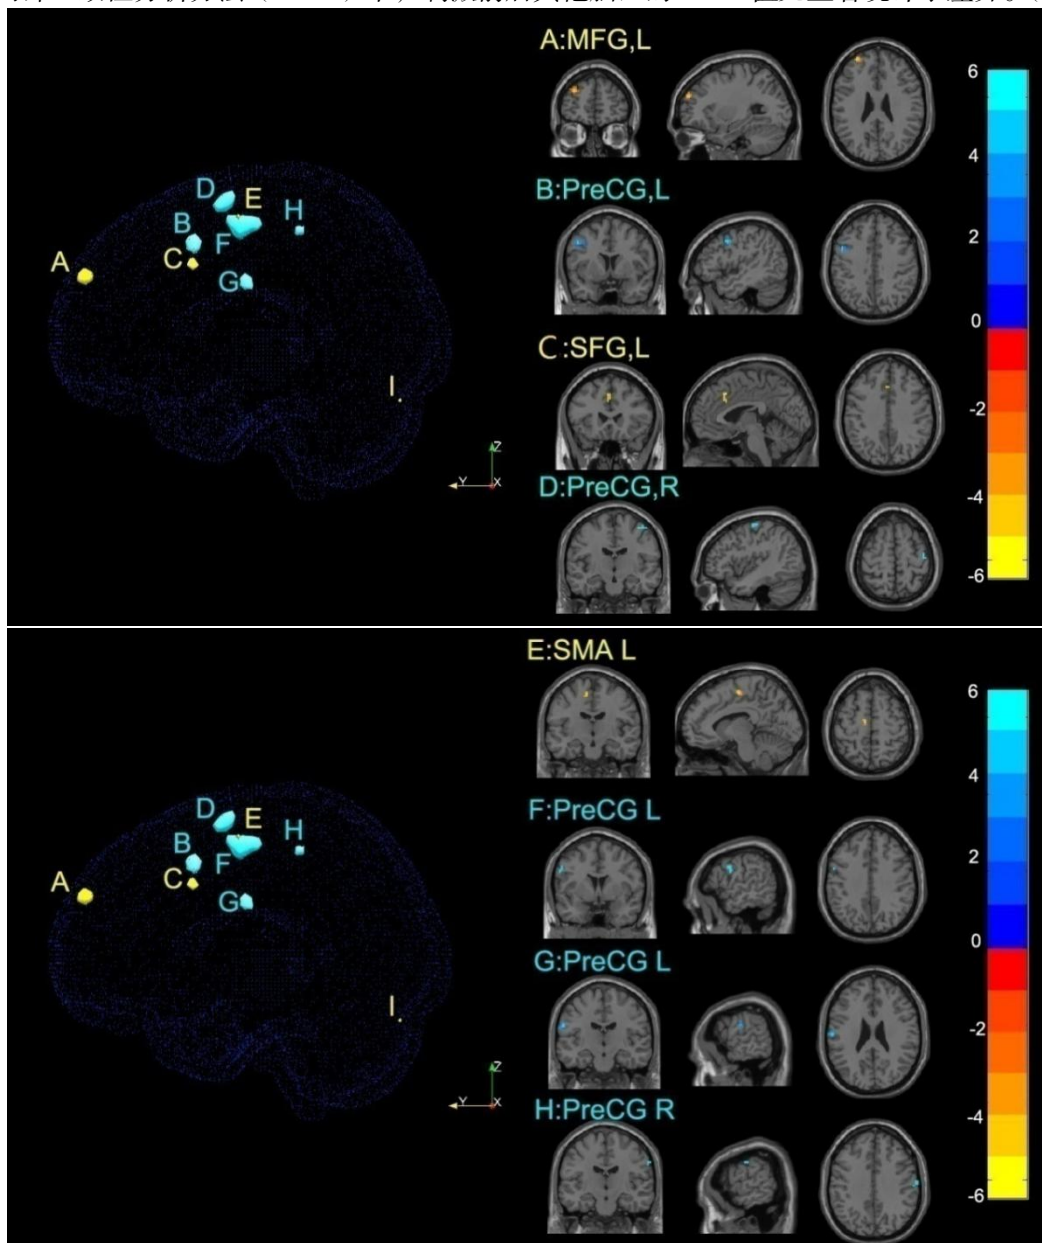 A:MFG,L
6
4
2
0
-2
-4
-6
D
E
H
B
F
C
A
G
I
Z
Y
X
B:PreCG,L
C:SFG,L
D:PreCG,R
E:SMA L
6
4
2
0
-2
-4
-6
D
E
H
B
F
C
A
G
I
Z
Y
X
F:PreCG L
G:PreCG L
H:PreCG R